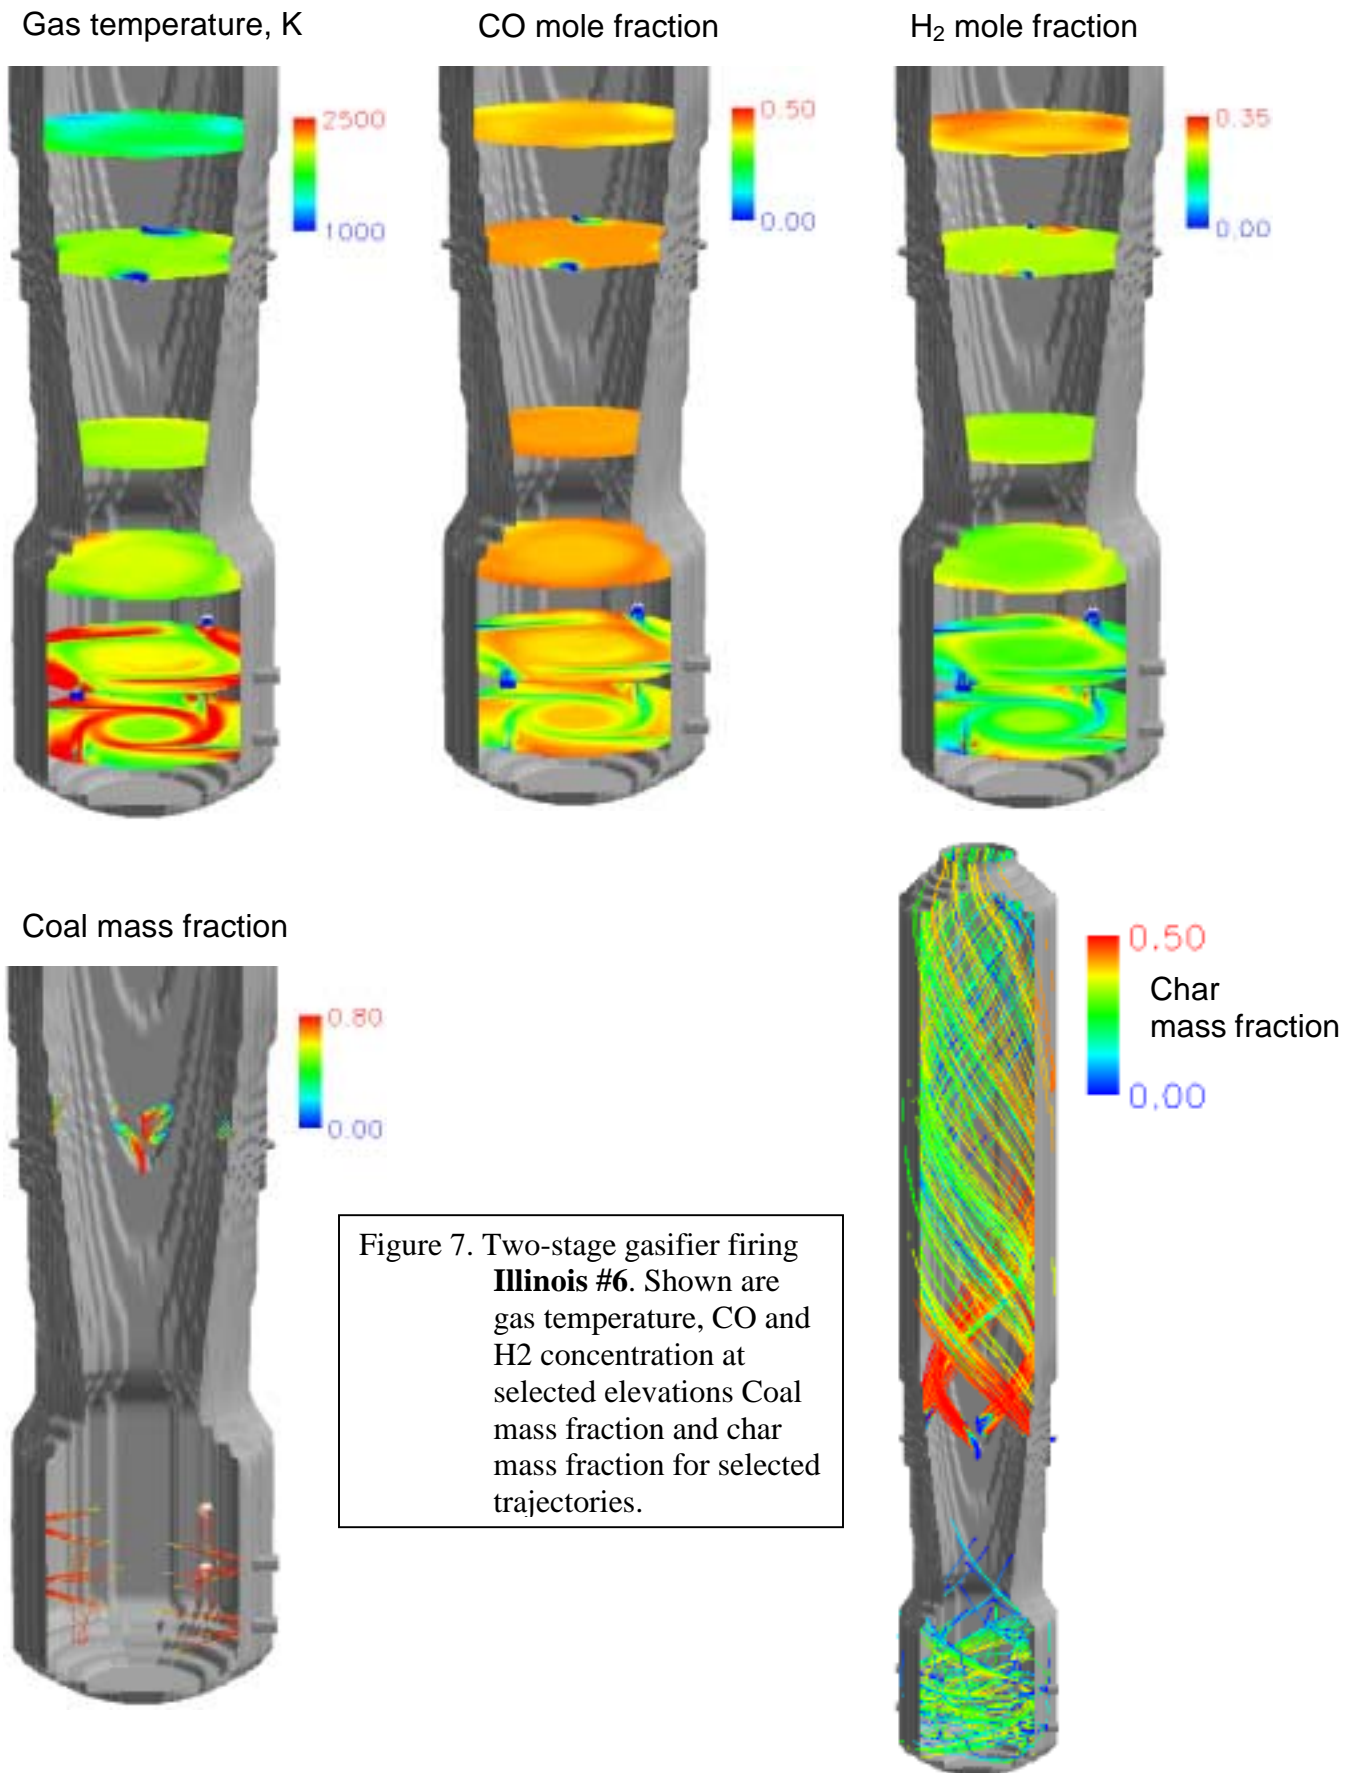 Gas temperature, K
CO mole fraction
H2 mole fraction
2500
1000
0.50
0.00
0.35
0.00
Coal mass fraction
0.80
0.00
0.50
Char
mass fraction
0.00
Figure 7. Two-stage gasifier firing
Illinois #6. Shown are
gas temperature, CO and
H2 concentration at
selected elevations Coal
mass fraction and char
mass fraction for selected
trajectories.